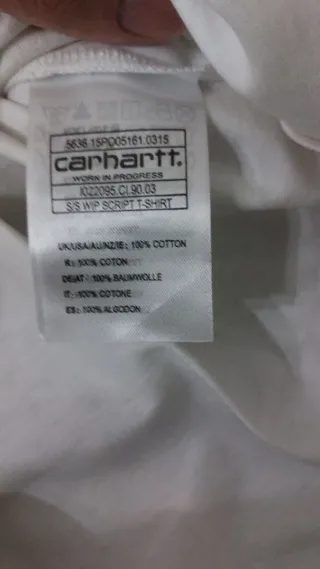 5636.15PO05161.0315
carhartt.
WORK IN PROGRESS
I022095.CI.90.03
S/S WIP SCRIPT T-SHIRT
UK/USA/AU/NZ/IE: 100% COTTON
100% COTON
DE/AT: 100% BAUMWOLLE
IT: 100% COTONE
ES: 100% ALGODON